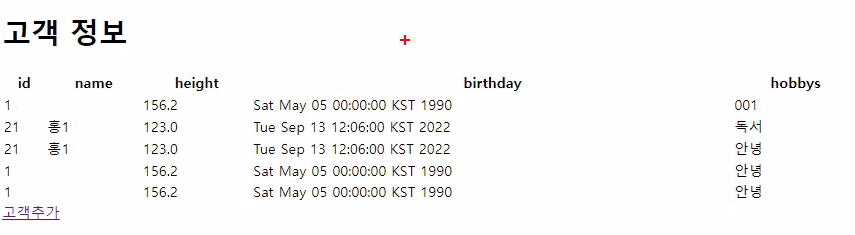 고객 정보
id name height birthday hobbys
1 156.2 Sat May 05 00:00:00 KST 1990 001
21 홍1 123.0 Tue Sep 13 12:06:00 KST 2022 독서
21 홍1 123.0 Tue Sep 13 12:06:00 KST 2022 안녕
1 156.2 Sat May 05 00:00:00 KST 1990 안녕
1 156.2 Sat May 05 00:00:00 KST 1990 안녕
고객추가